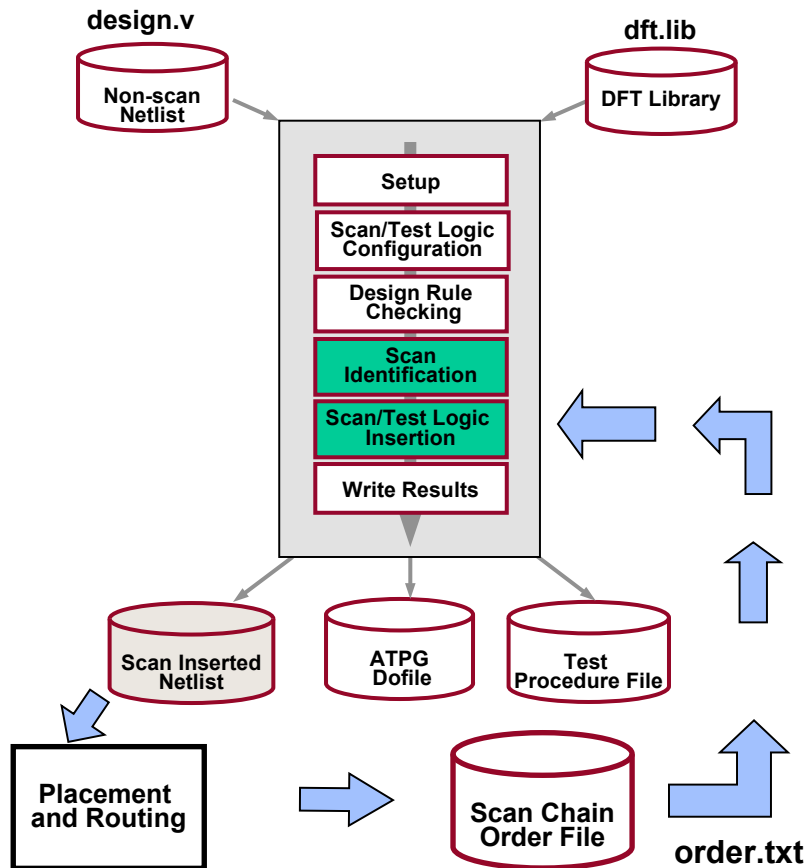 design.v
dft.lib
Non-scan
Netlist
DFT Library
Setup
Scan/Test Logic
Configuration
Design Rule
Checking
Scan
Identification
Scan/Test Logic
Insertion
Write Results
Scan Inserted
Netlist
ATPG
Dofile
Test
Procedure File
Placement
and Routing
Scan Chain
Order File
order.txt